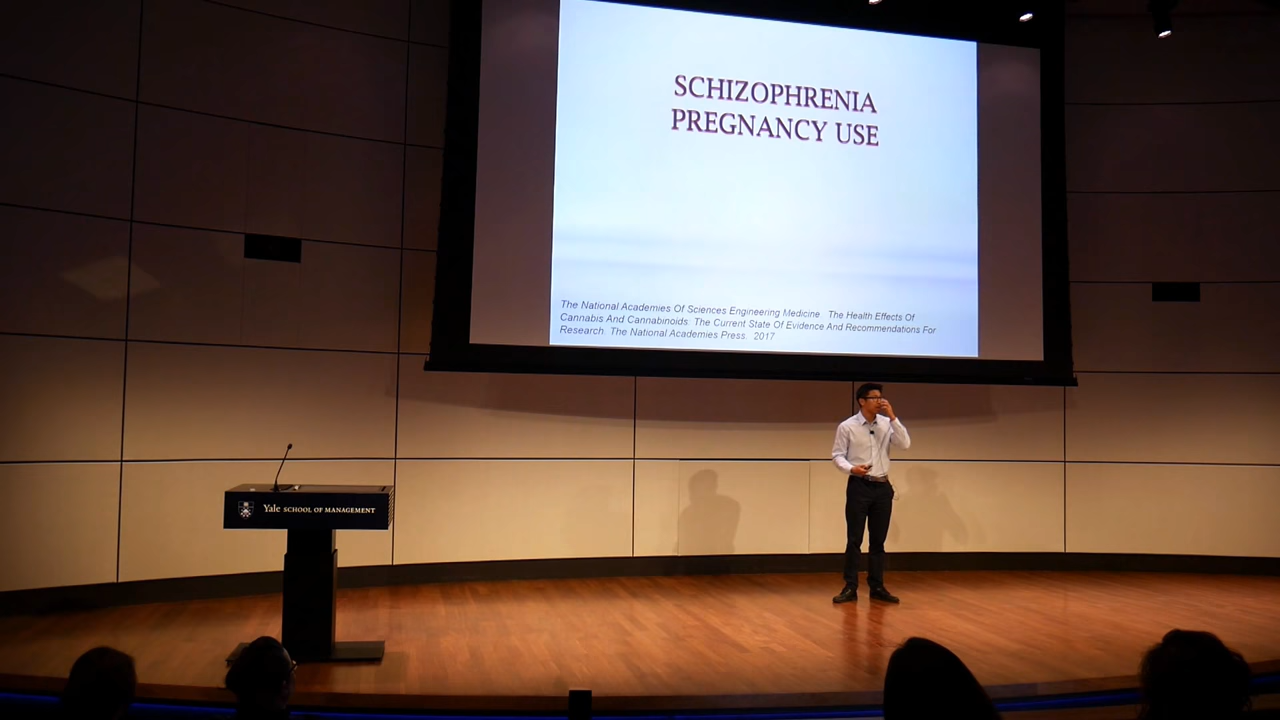 SCHIZOPHRENIA
PREGNANCY USE
The National Academies Of Sciences Engineering Medicine. The Health Effects Of
Cannabis And Cannabinoids: The Current State Of Evidence And Recommendations For
Research. The National Academies Press. 2017
Yale SCHOOL OF MANAGEMENT